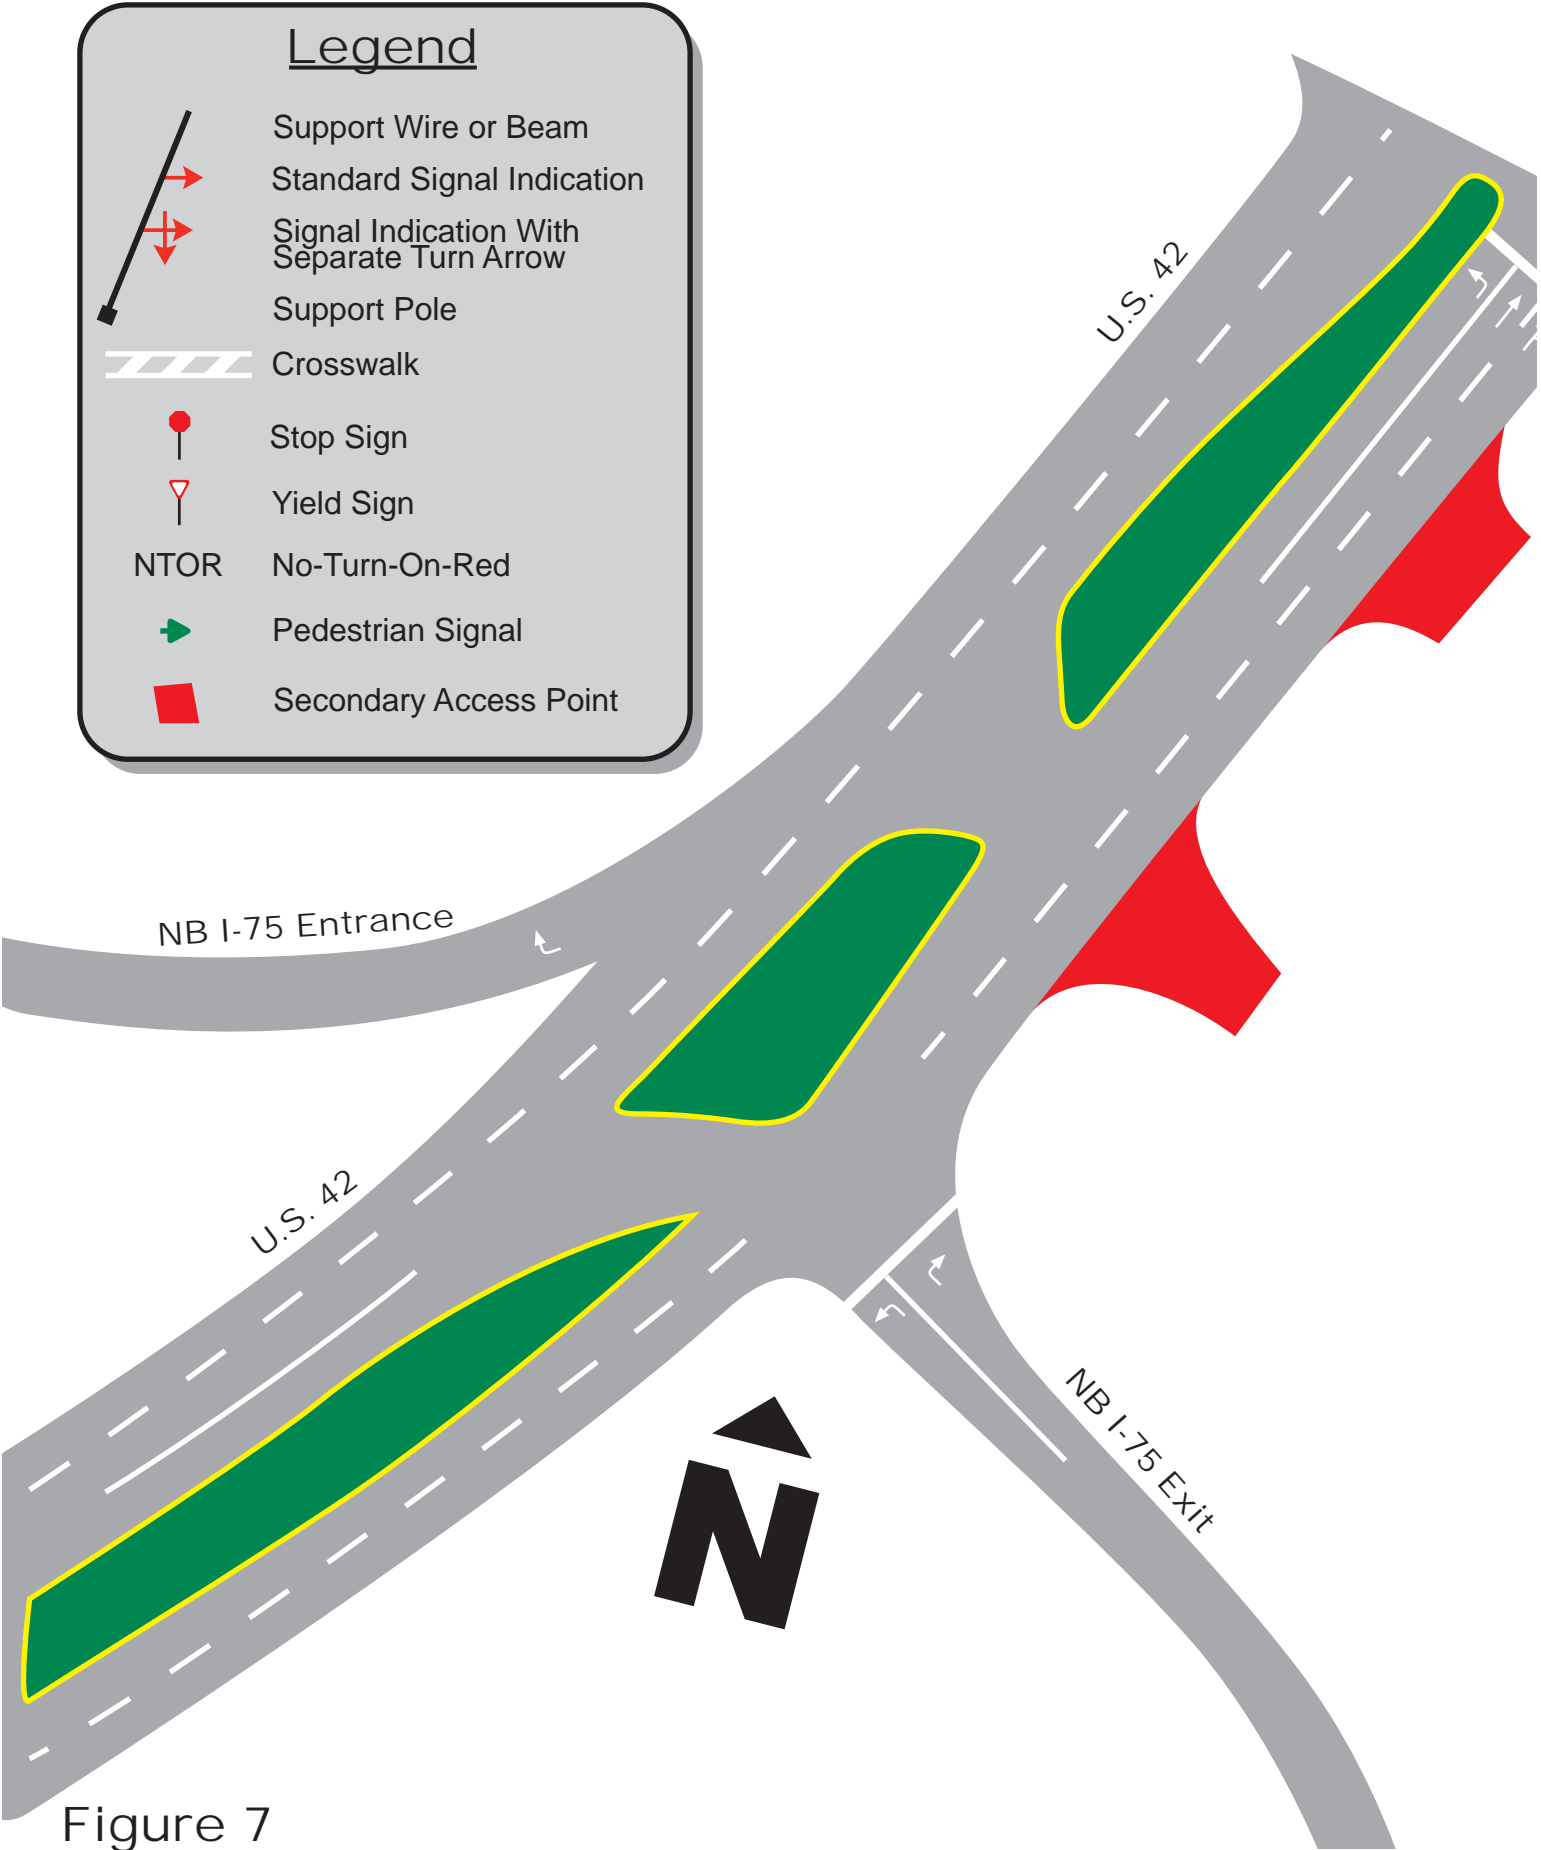 Legend
Support Wire or Beam
Standard Signal Indication
Signal Indication With
Separate Turn Arrow
Support Pole
Crosswalk
Stop Sign
Yield Sign
NTOR No-Turn-On-Red
Pedestrian Signal
Secondary Access Point
U.S. 42
NB I-75 Entrance
U.S. 42
NB I-75 Exit
N
Figure 7